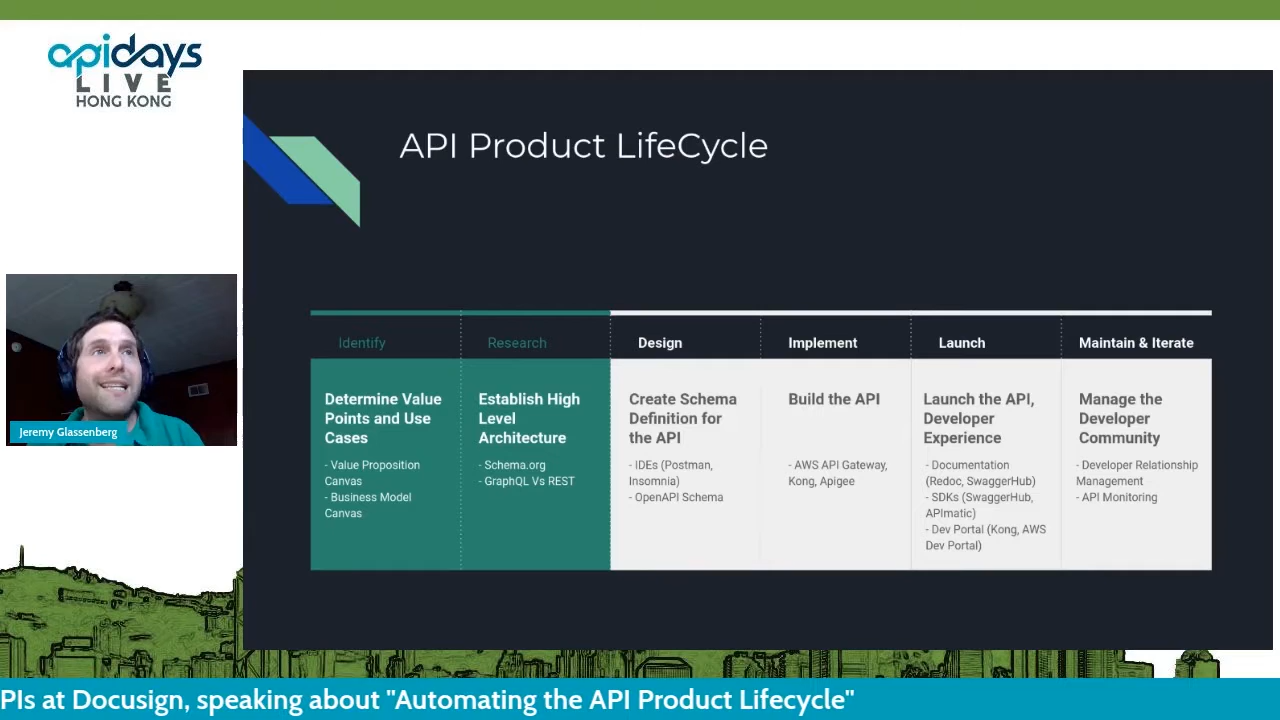 apidays
LIVE
HONG KONG
API Product LifeCycle
Identify
Research
Design
Implement
Launch
Maintain & Iterate
Determine Value
Points and Use
Cases
- Value Proposition
Canvas
- Business Model
Canvas
Establish High
Level
Architecture
- Schema.org
- GraphQL Vs REST
Create Schema
Definition for
the API
- IDEs (Postman,
Insomnia)
- OpenAPI Schema
Build the API
- AWS API Gateway,
Kong, Apigee
Launch the API,
Developer
Experience
- Documentation
(Redoc, SwaggerHub)
- SDKs (SwaggerHub,
APImatic)
- Dev Portal (Kong, AWS
Dev Portal)
Manage the
Developer
Community
- Developer Relationship
Management
- API Monitoring
Jeremy Glassenberg
PIs at Docusign, speaking about "Automating the API Product Lifecycle"